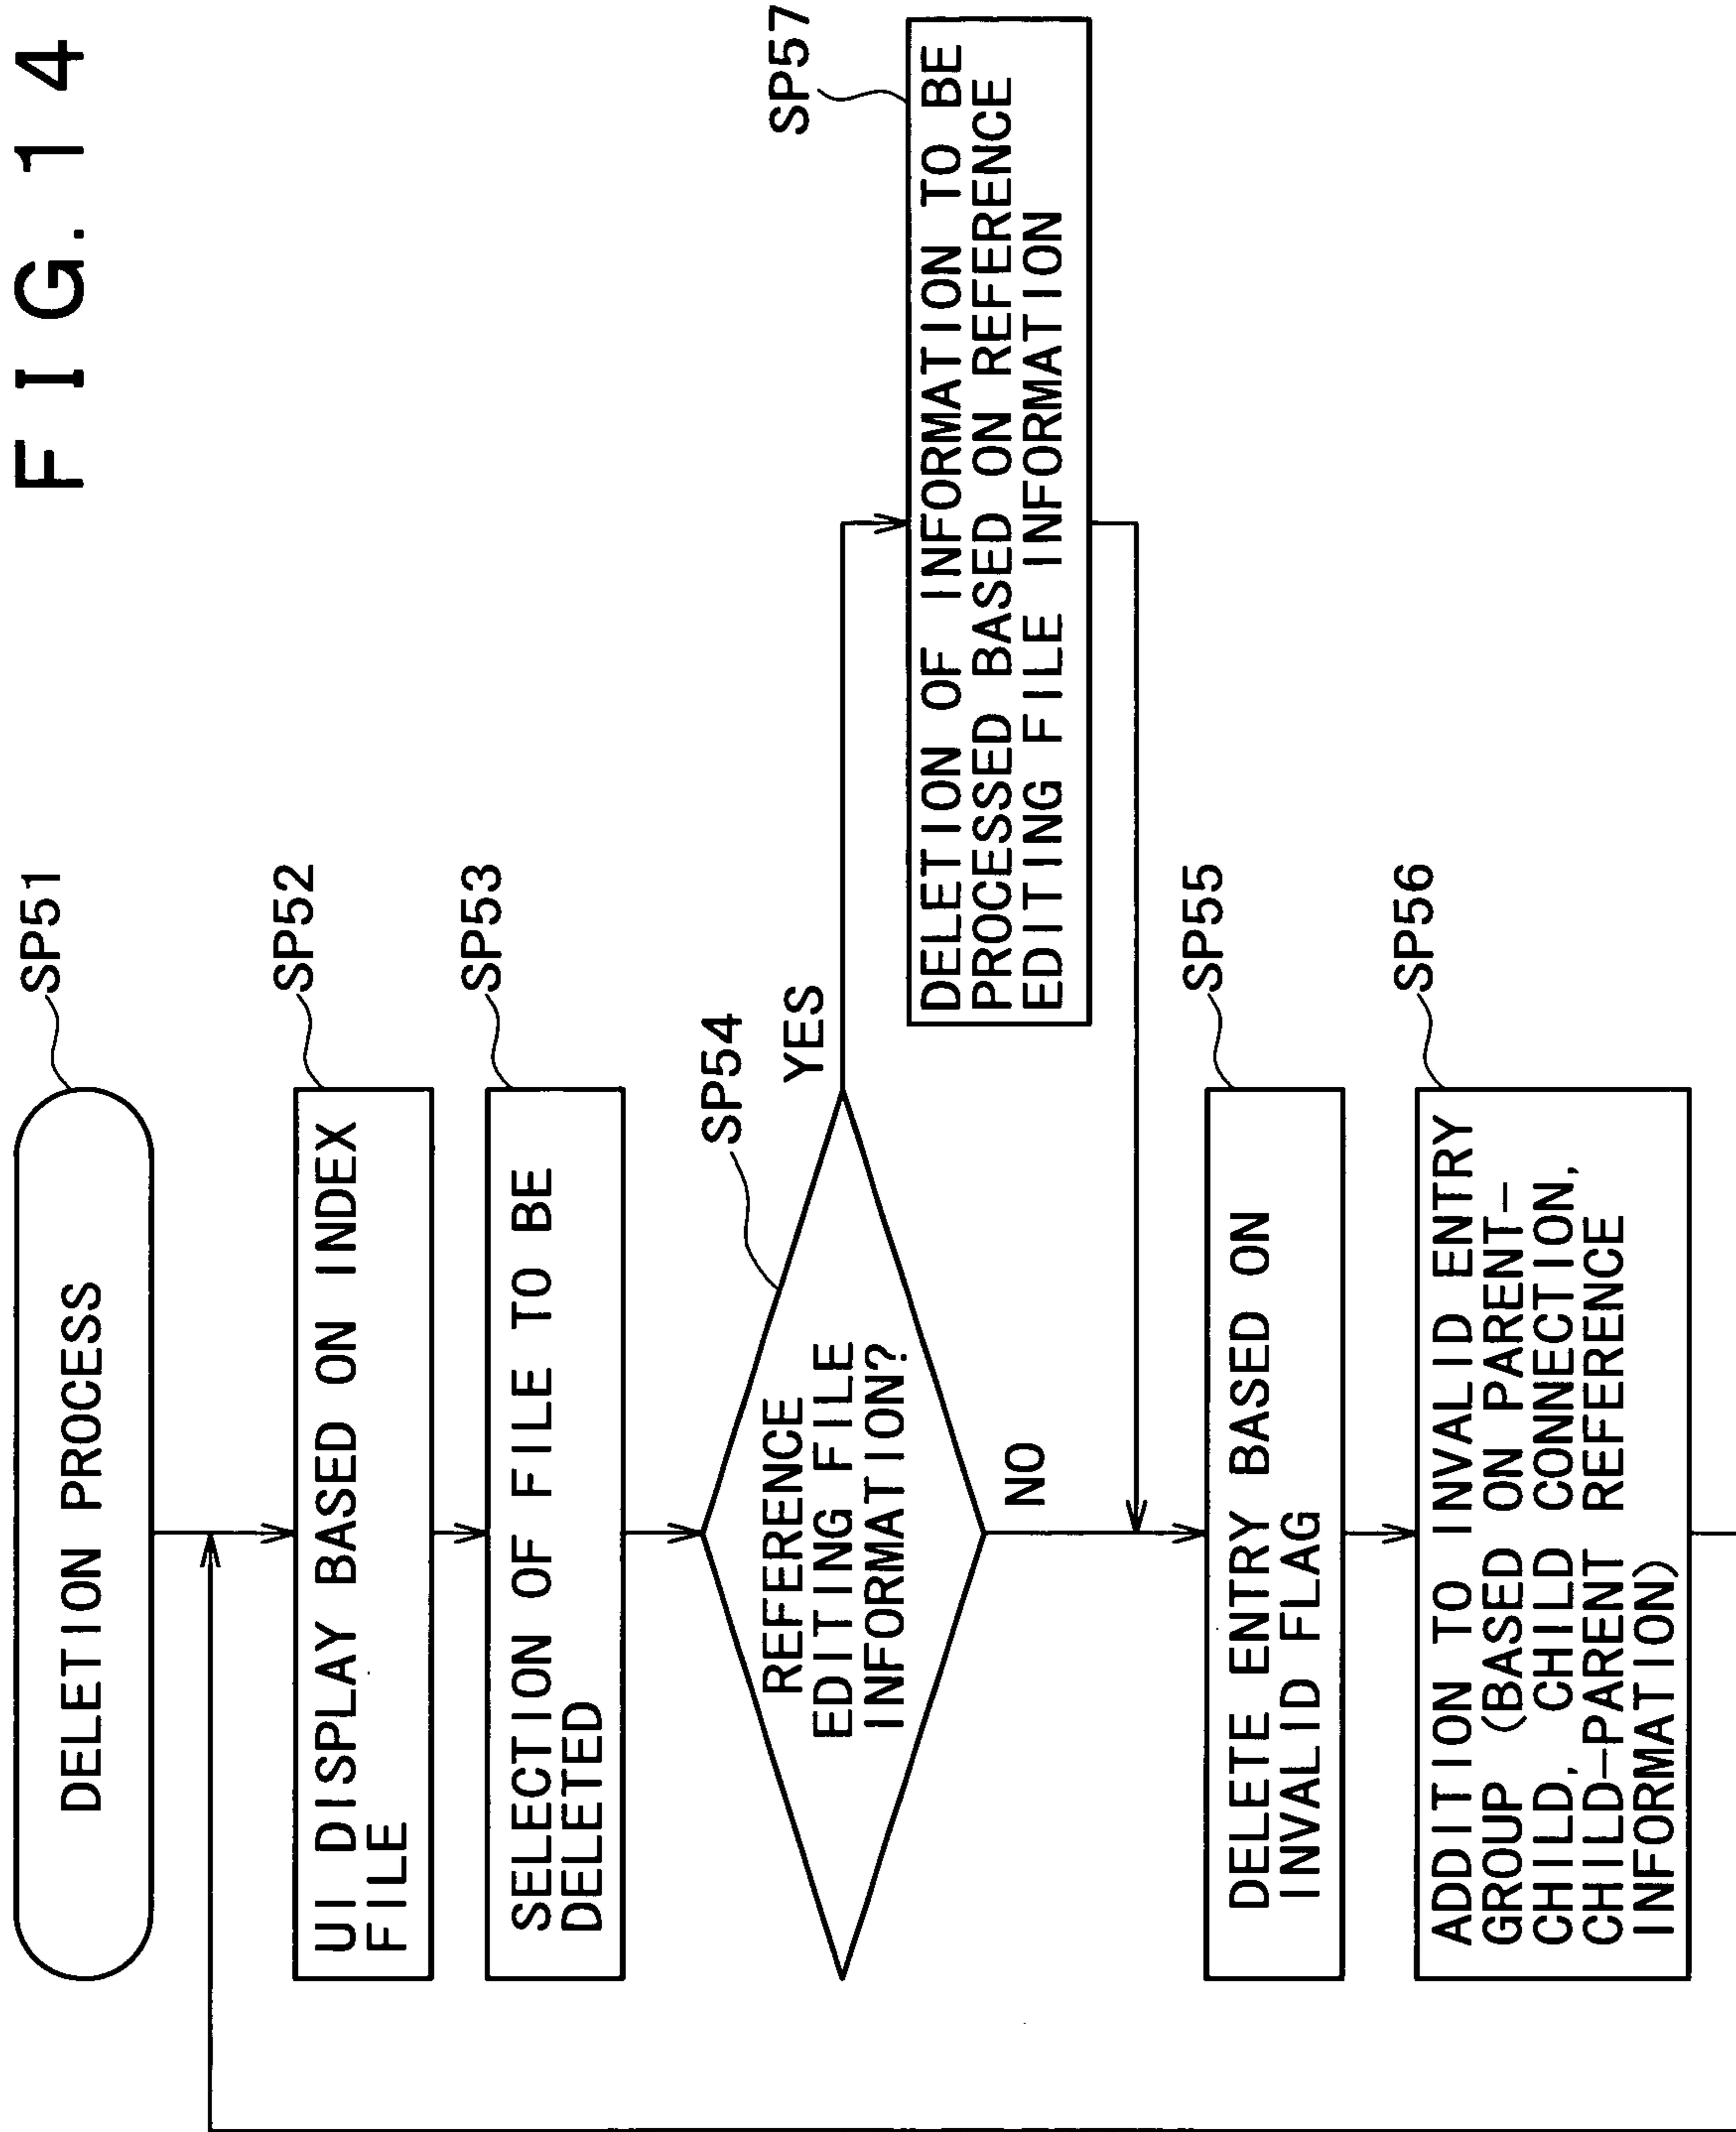 FIG. 14
DELETION PROCESS
SP51
UI DISPLAY BASED ON INDEX
FILE
SP52
SELECTION OF FILE TO BE
DELETED
SP53
REFERENCE
EDITING FILE
INFORMATION?
SP54
YES
NO
DELETION OF INFORMATION TO BE
PROCESSED BASED ON REFERENCE
EDITING FILE INFORMATION
SP57
DELETE ENTRY BASED ON
INVALID FLAG
SP55
ADDITION TO INVALID ENTRY
GROUP (BASED ON PARENT-
CHILD, CHILD CONNECTION,
CHILD-PARENT REFERENCE
INFORMATION)
SP56